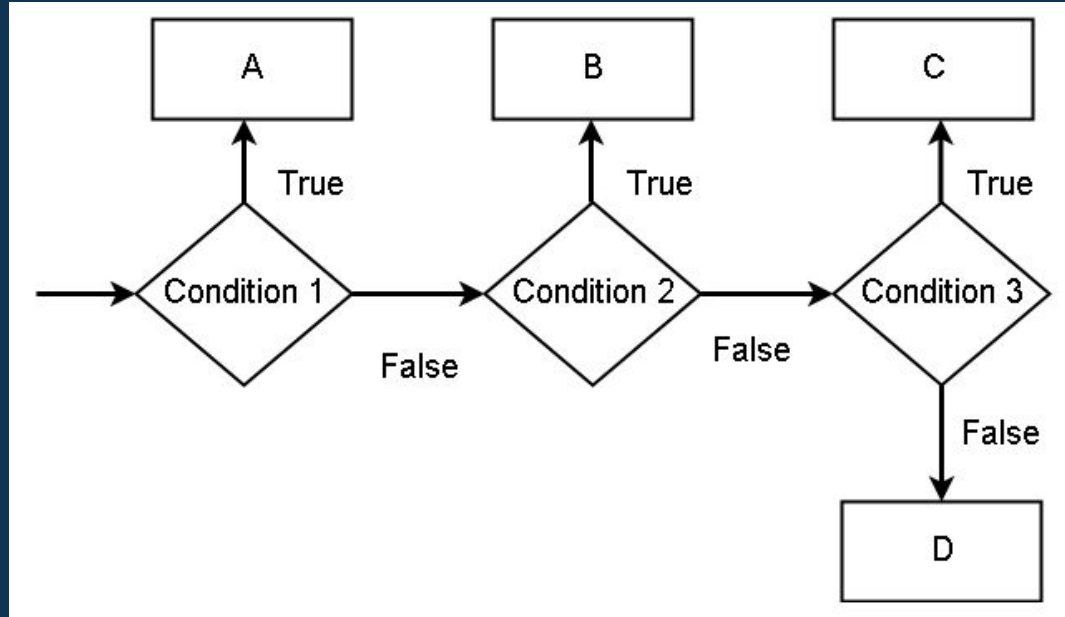 A
B
C
True
True
True
Condition 1
Condition 2
Condition 3
False
False
False
D